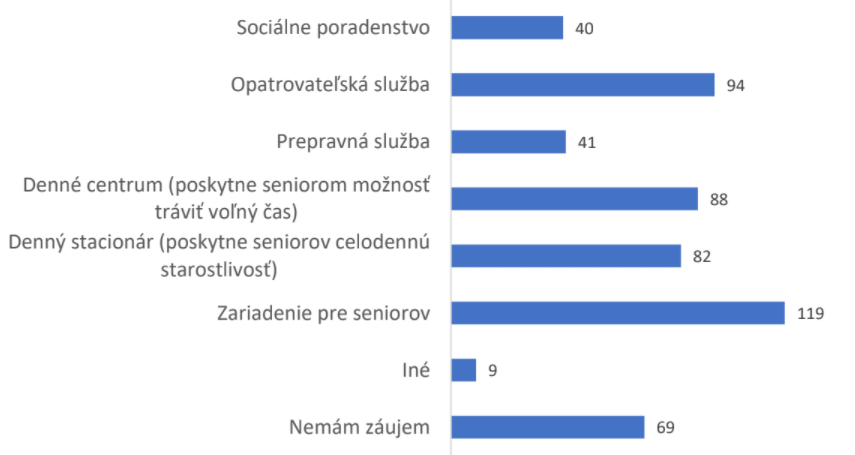 Sociálne poradenstvo 40
Opatrovateľská služba 94
Prepravná služba 41
Denné centrum (poskytne seniorom možnosť
tráviť voľný čas) 88
Denný stacionár (poskytne seniorov celodennú
starostlivosť) 82
Zariadenie pre seniorov 119
Iné 9
Nemám záujem 69